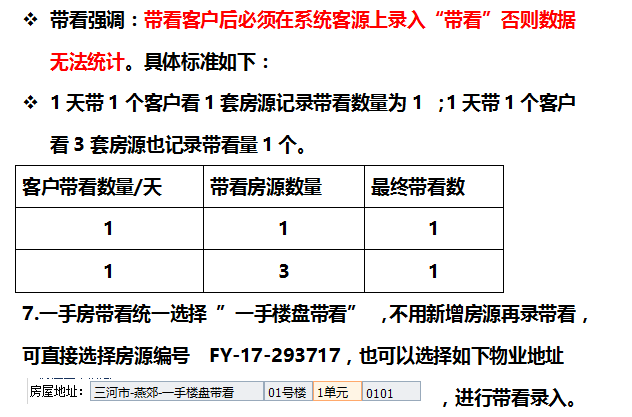 ❖ 带看强调：带看客户后必须在系统客源上录入“带看”否则数据
无法统计。具体标准如下：
❖ 1天带1个客户看1套房源记录带看数量为1 ;1天带1个客户
看3套房源也记录带看量1个。
客户带看数量/天 带看房源数量 最终带看数
1 1 1
1 3 1
7.一手房带看统一选择 ”一手楼盘带看” ,不用新增房源再录带看，
可直接选择房源编号 FY-17-293717，也可以选择如下物业地址
房屋地址: 三河市-燕郊-一手楼盘带看 01号楼 1单元 0101 ，进行带看录入。